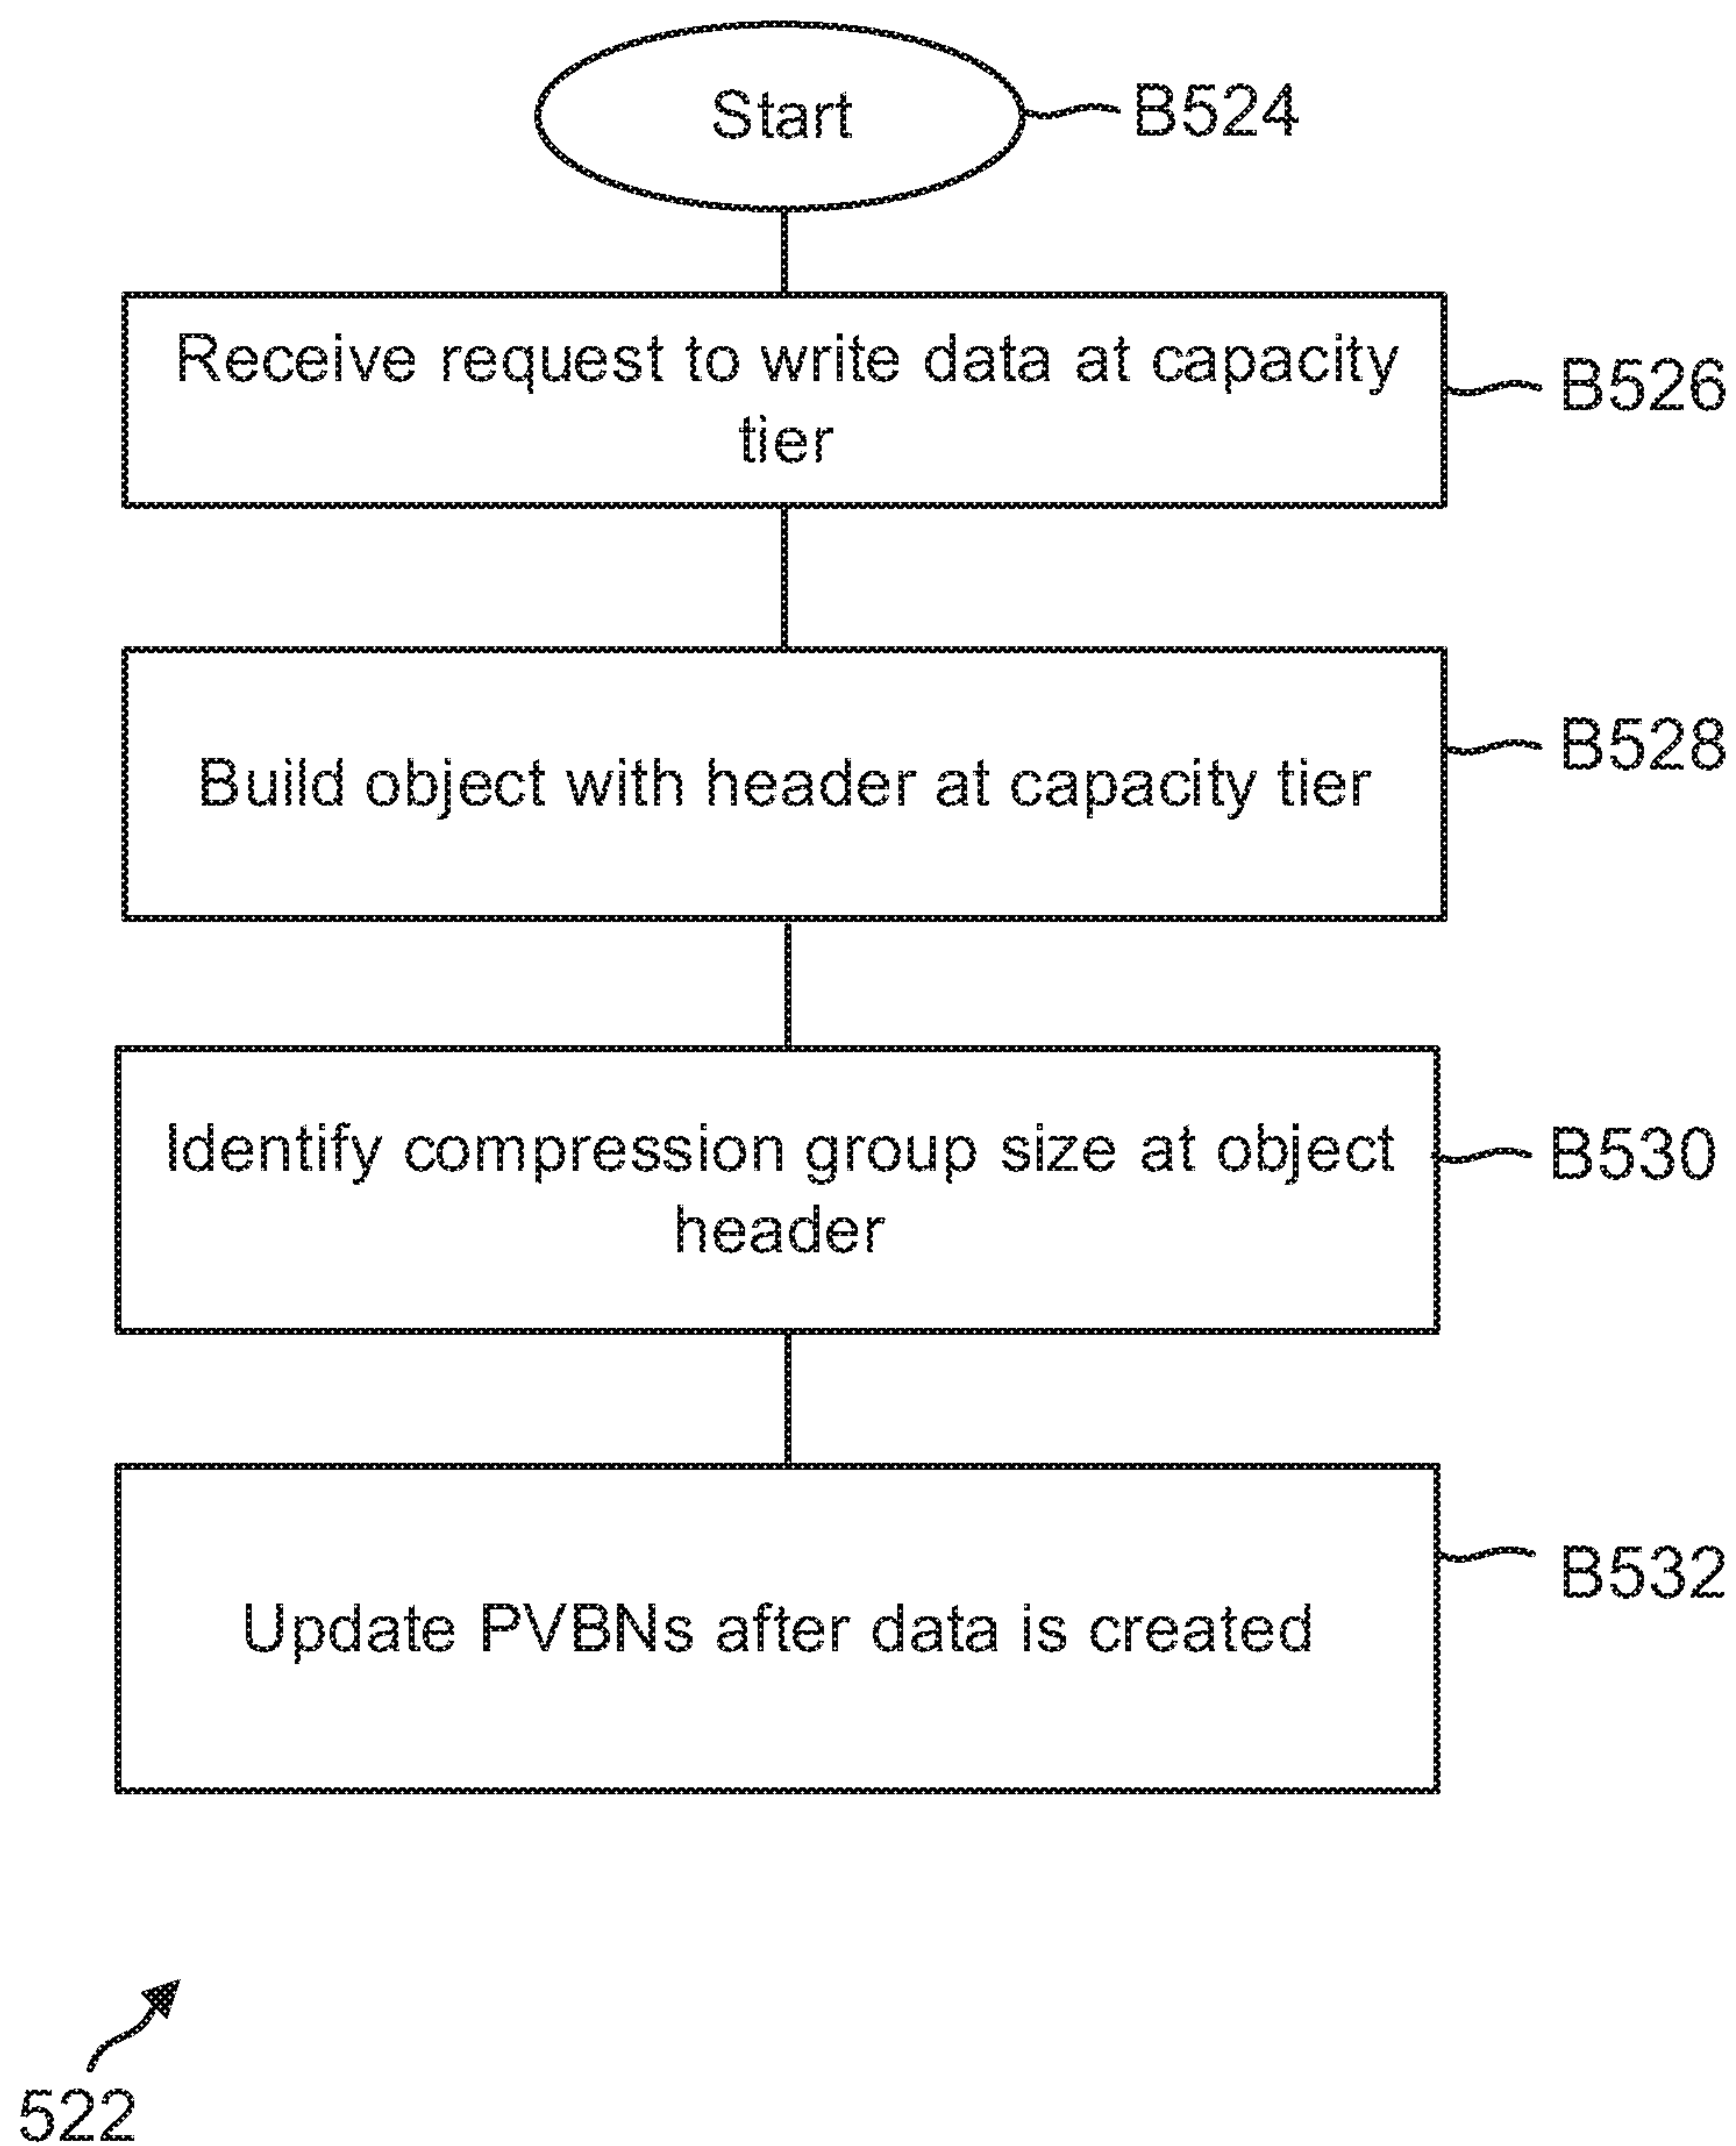 Start
B524
Receive request to write data at capacity
tier
B526
Build object with header at capacity tier
B528
Identify compression group size at object
header
B530
Update PVBNs after data is created
B532
522